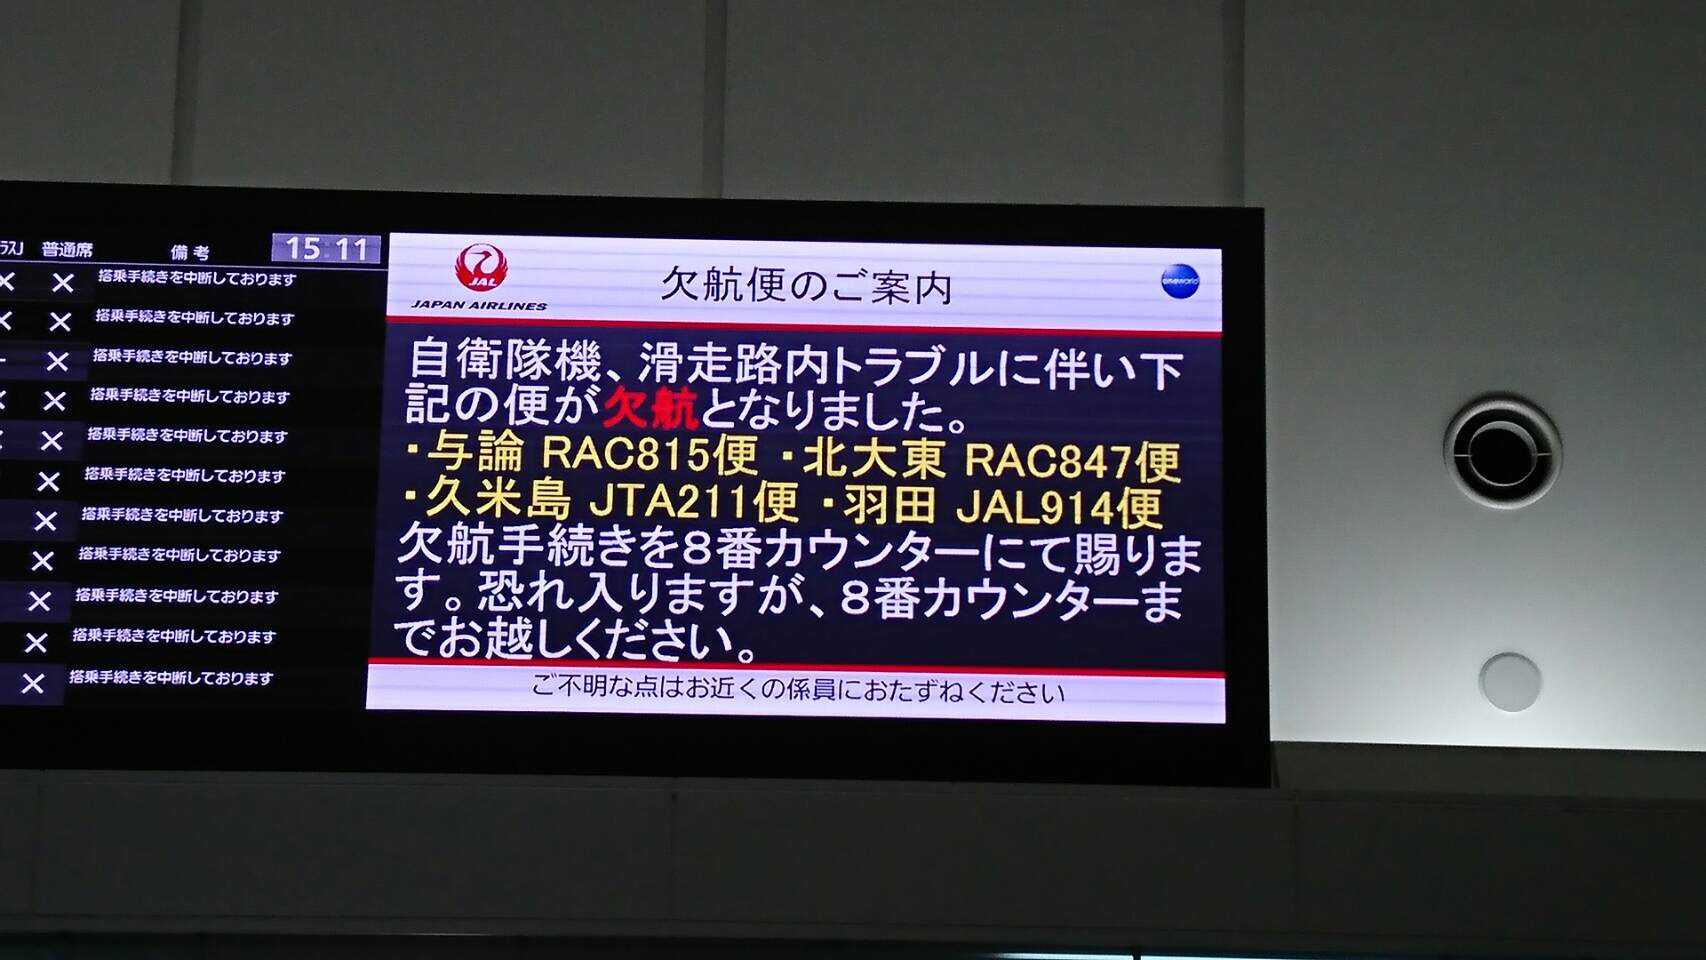 普通席 備考 15:11
× × 搭乗手続きを中断しております
× × 搭乗手続きを中断しております
× 搭乗手続きを中断しております
× 搭乗手続きを中断しております
× 搭乗手続きを中断しております
× 搭乗手続きを中断しております
× 搭乗手続きを中断しております
× 搭乗手続きを中断しております
× 搭乗手続きを中断しております
× 搭乗手続きを中断しております
× 搭乗手続きを中断しております
JAL
JAPAN AIRLINES
欠航便のご案内
oneworld
自衛隊機、滑走路内トラブルに伴い下
記の便が欠航となりました。
・与論 RAC815便 ・北大東 RAC847便
・久米島 JTA211便 ・羽田 JAL914便
欠航手続きを８番カウンターにて賜りま
す。恐れ入りますが、８番カウンターま
でお越しください。
ご不明な点はお近くの係員におたずねください